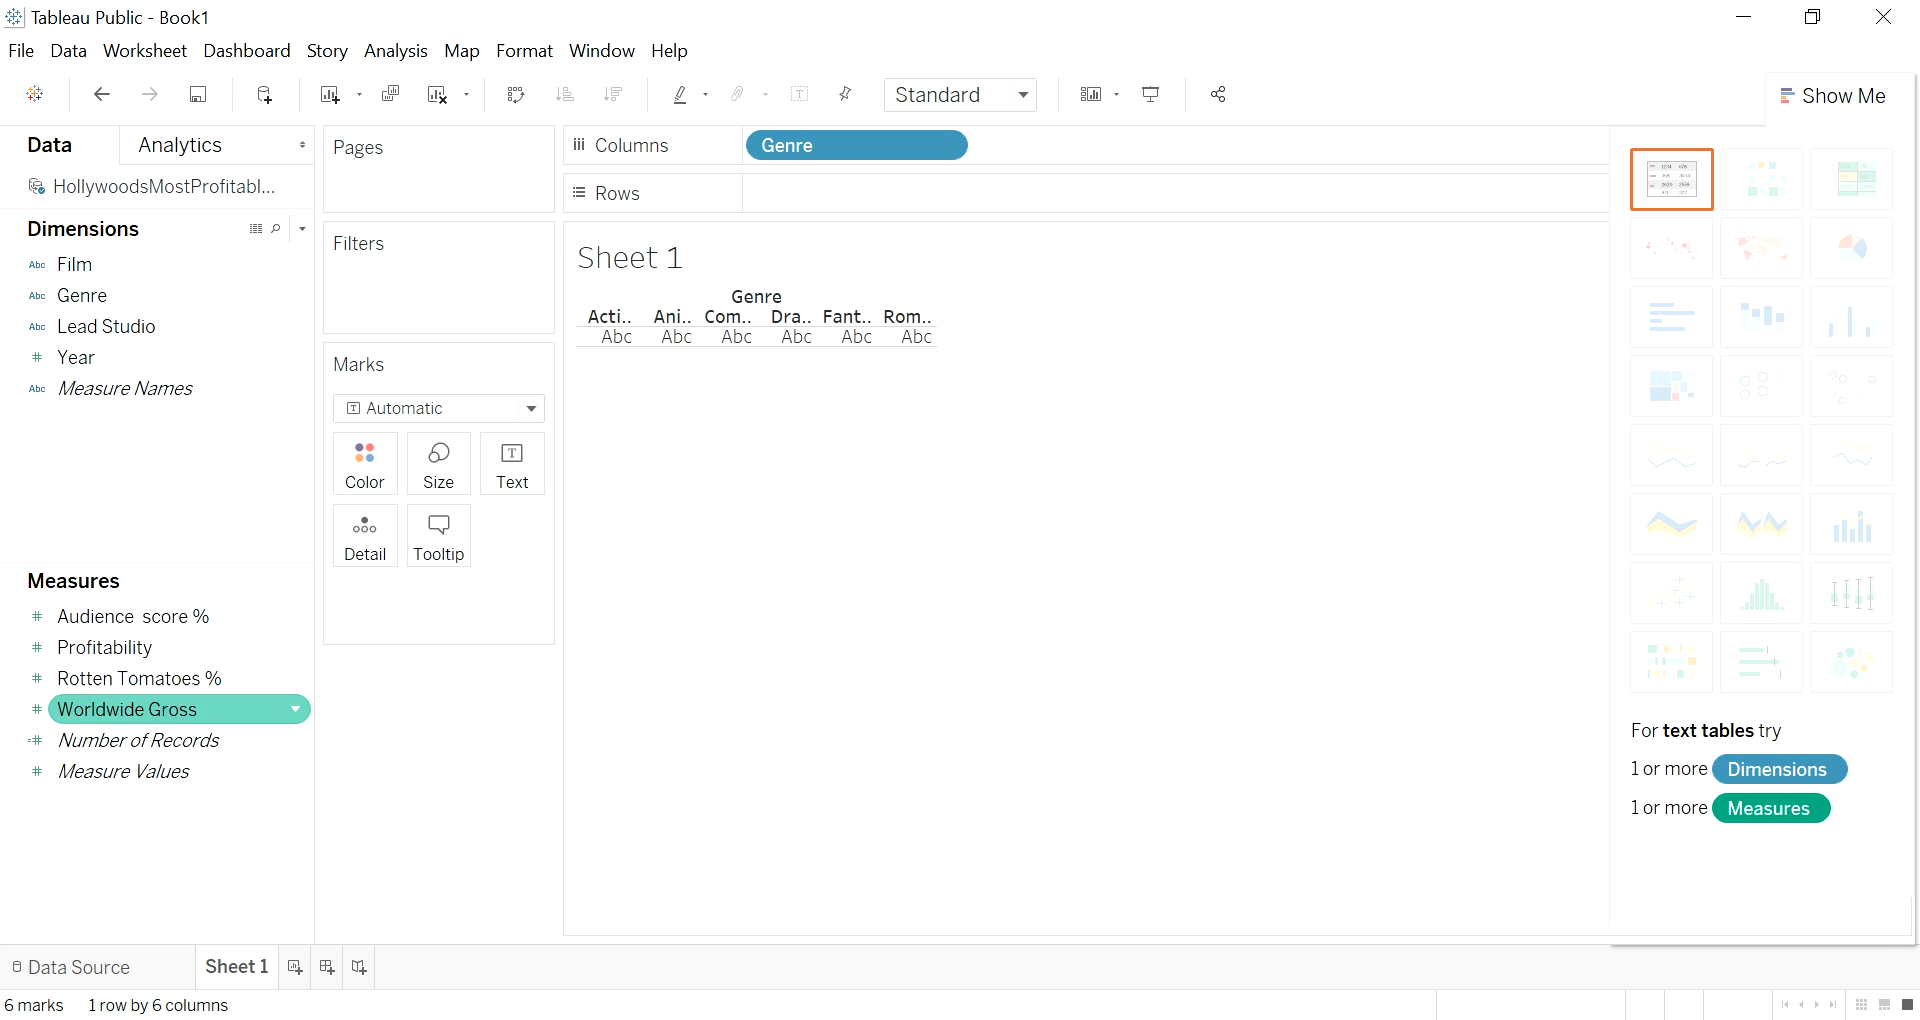 Tableau Public - Book1
File Data Worksheet Dashboard Story Analysis Map Format Window Help
Standard
Show Me
Data Analytics
HollywoodsMostProfitabl...
Dimensions
Abc Film
Abc Genre
Abc Lead Studio
# Year
Abc Measure Names
Measures
# Audience score %
# Profitability
# Rotten Tomatoes %
# Worldwide Gross
=# Number of Records
# Measure Values
Pages
Filters
Marks
Automatic
Color Size Text
Detail Tooltip
Columns Genre
Rows
Sheet 1
Genre
Acti.. Ani.. Com.. Dra.. Fant.. Rom..
Abc Abc Abc Abc Abc Abc
For text tables try
1 or more Dimensions
1 or more Measures
Data Source Sheet 1
6 marks 1 row by 6 columns